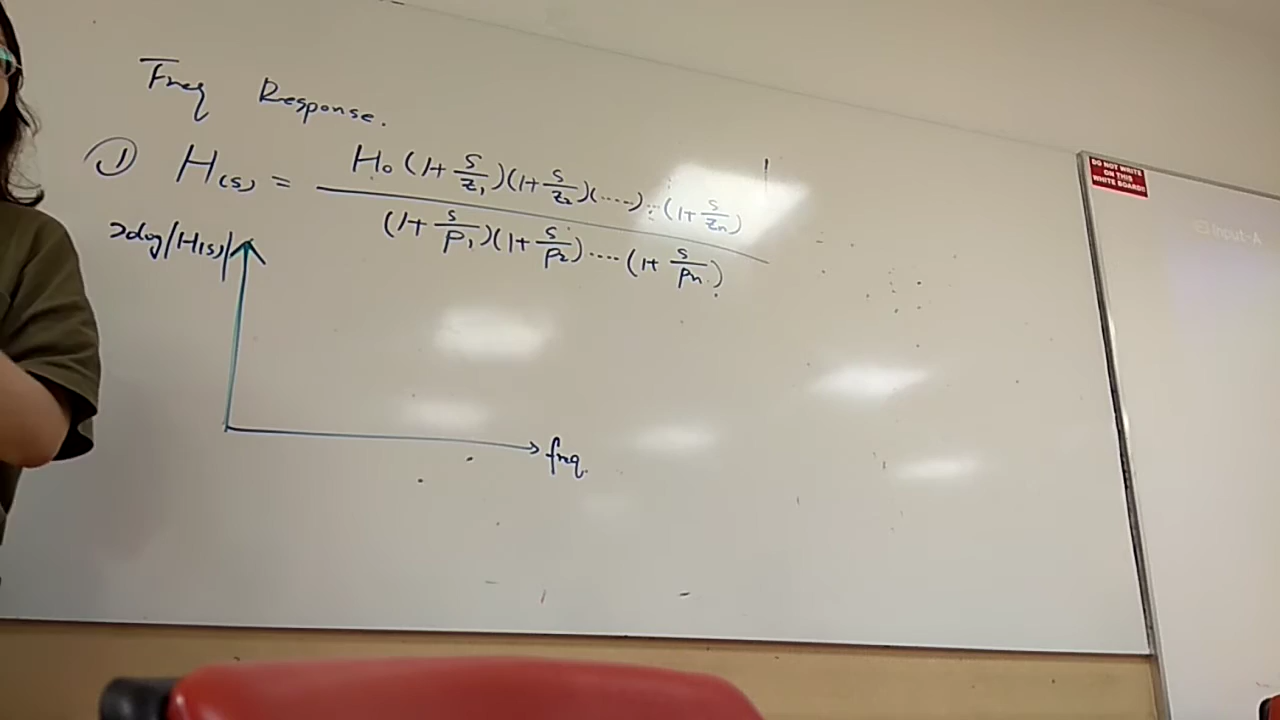 Freq Response.
① H(s) = H₀(1+s/z₁)(1+s/z₂)(.....)...(1+s/zₙ) / (1+s/p₁)(1+s/p₂)....(1+s/pₙ)
20log|H(s)|
freq.
DO NOT WRITE
ON THIS
WHITE BOARD
Input-A